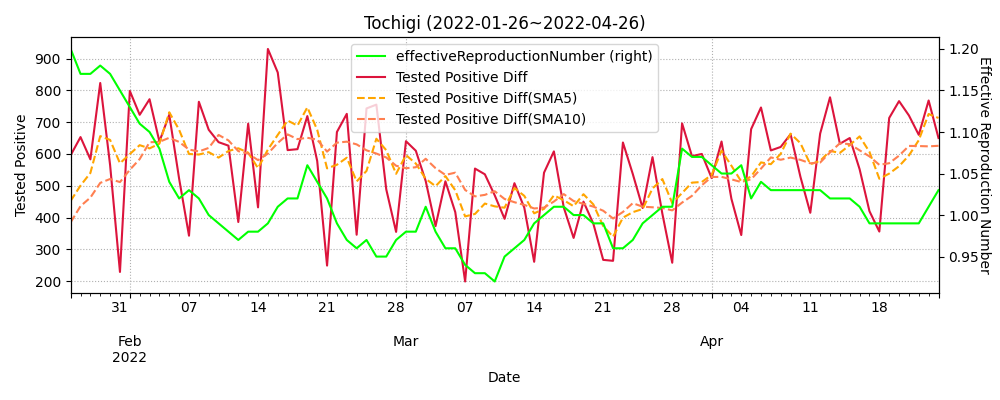 Tochigi (2022-01-26~2022-04-26)
effectiveReproductionNumber (right)
Tested Positive Diff
Tested Positive Diff(SMA5)
Tested Positive Diff(SMA10)
Tested Positive
900
800
700
600
500
400
300
200
1.20
1.15
1.10
1.05
1.00
0.95
Effective Reproduction Number
31 07 14 21 28 07 14 21 28 04 11 18
Feb Mar Apr
2022
Date